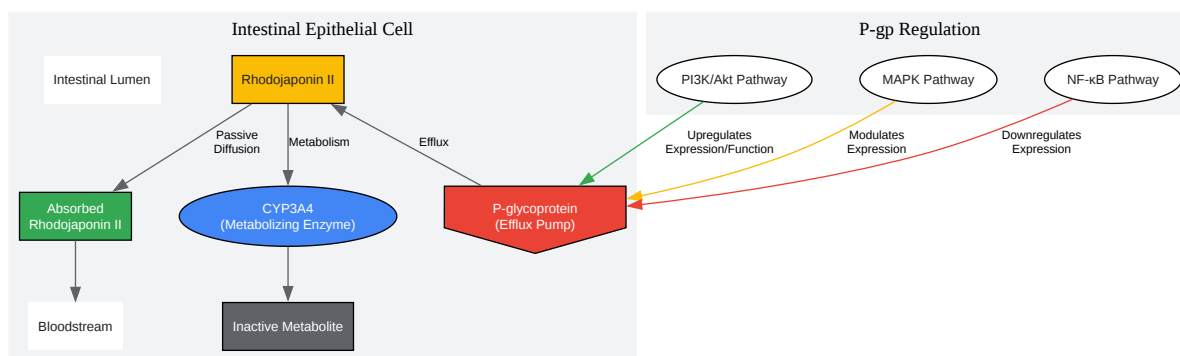 Intestinal Epithelial Cell
P-gp Regulation
Intestinal Lumen
Rhodojaponin II
PI3K/Akt Pathway
MAPK Pathway
NF-κB Pathway
Passive
Diffusion
Metabolism
Efflux
Upregulates
Expression/Function
Modulates
Expression
Downregulates
Expression
Absorbed
Rhodojaponin II
CYP3A4
(Metabolizing Enzyme)
P-glycoprotein
(Efflux Pump)
Bloodstream
Inactive Metabolite